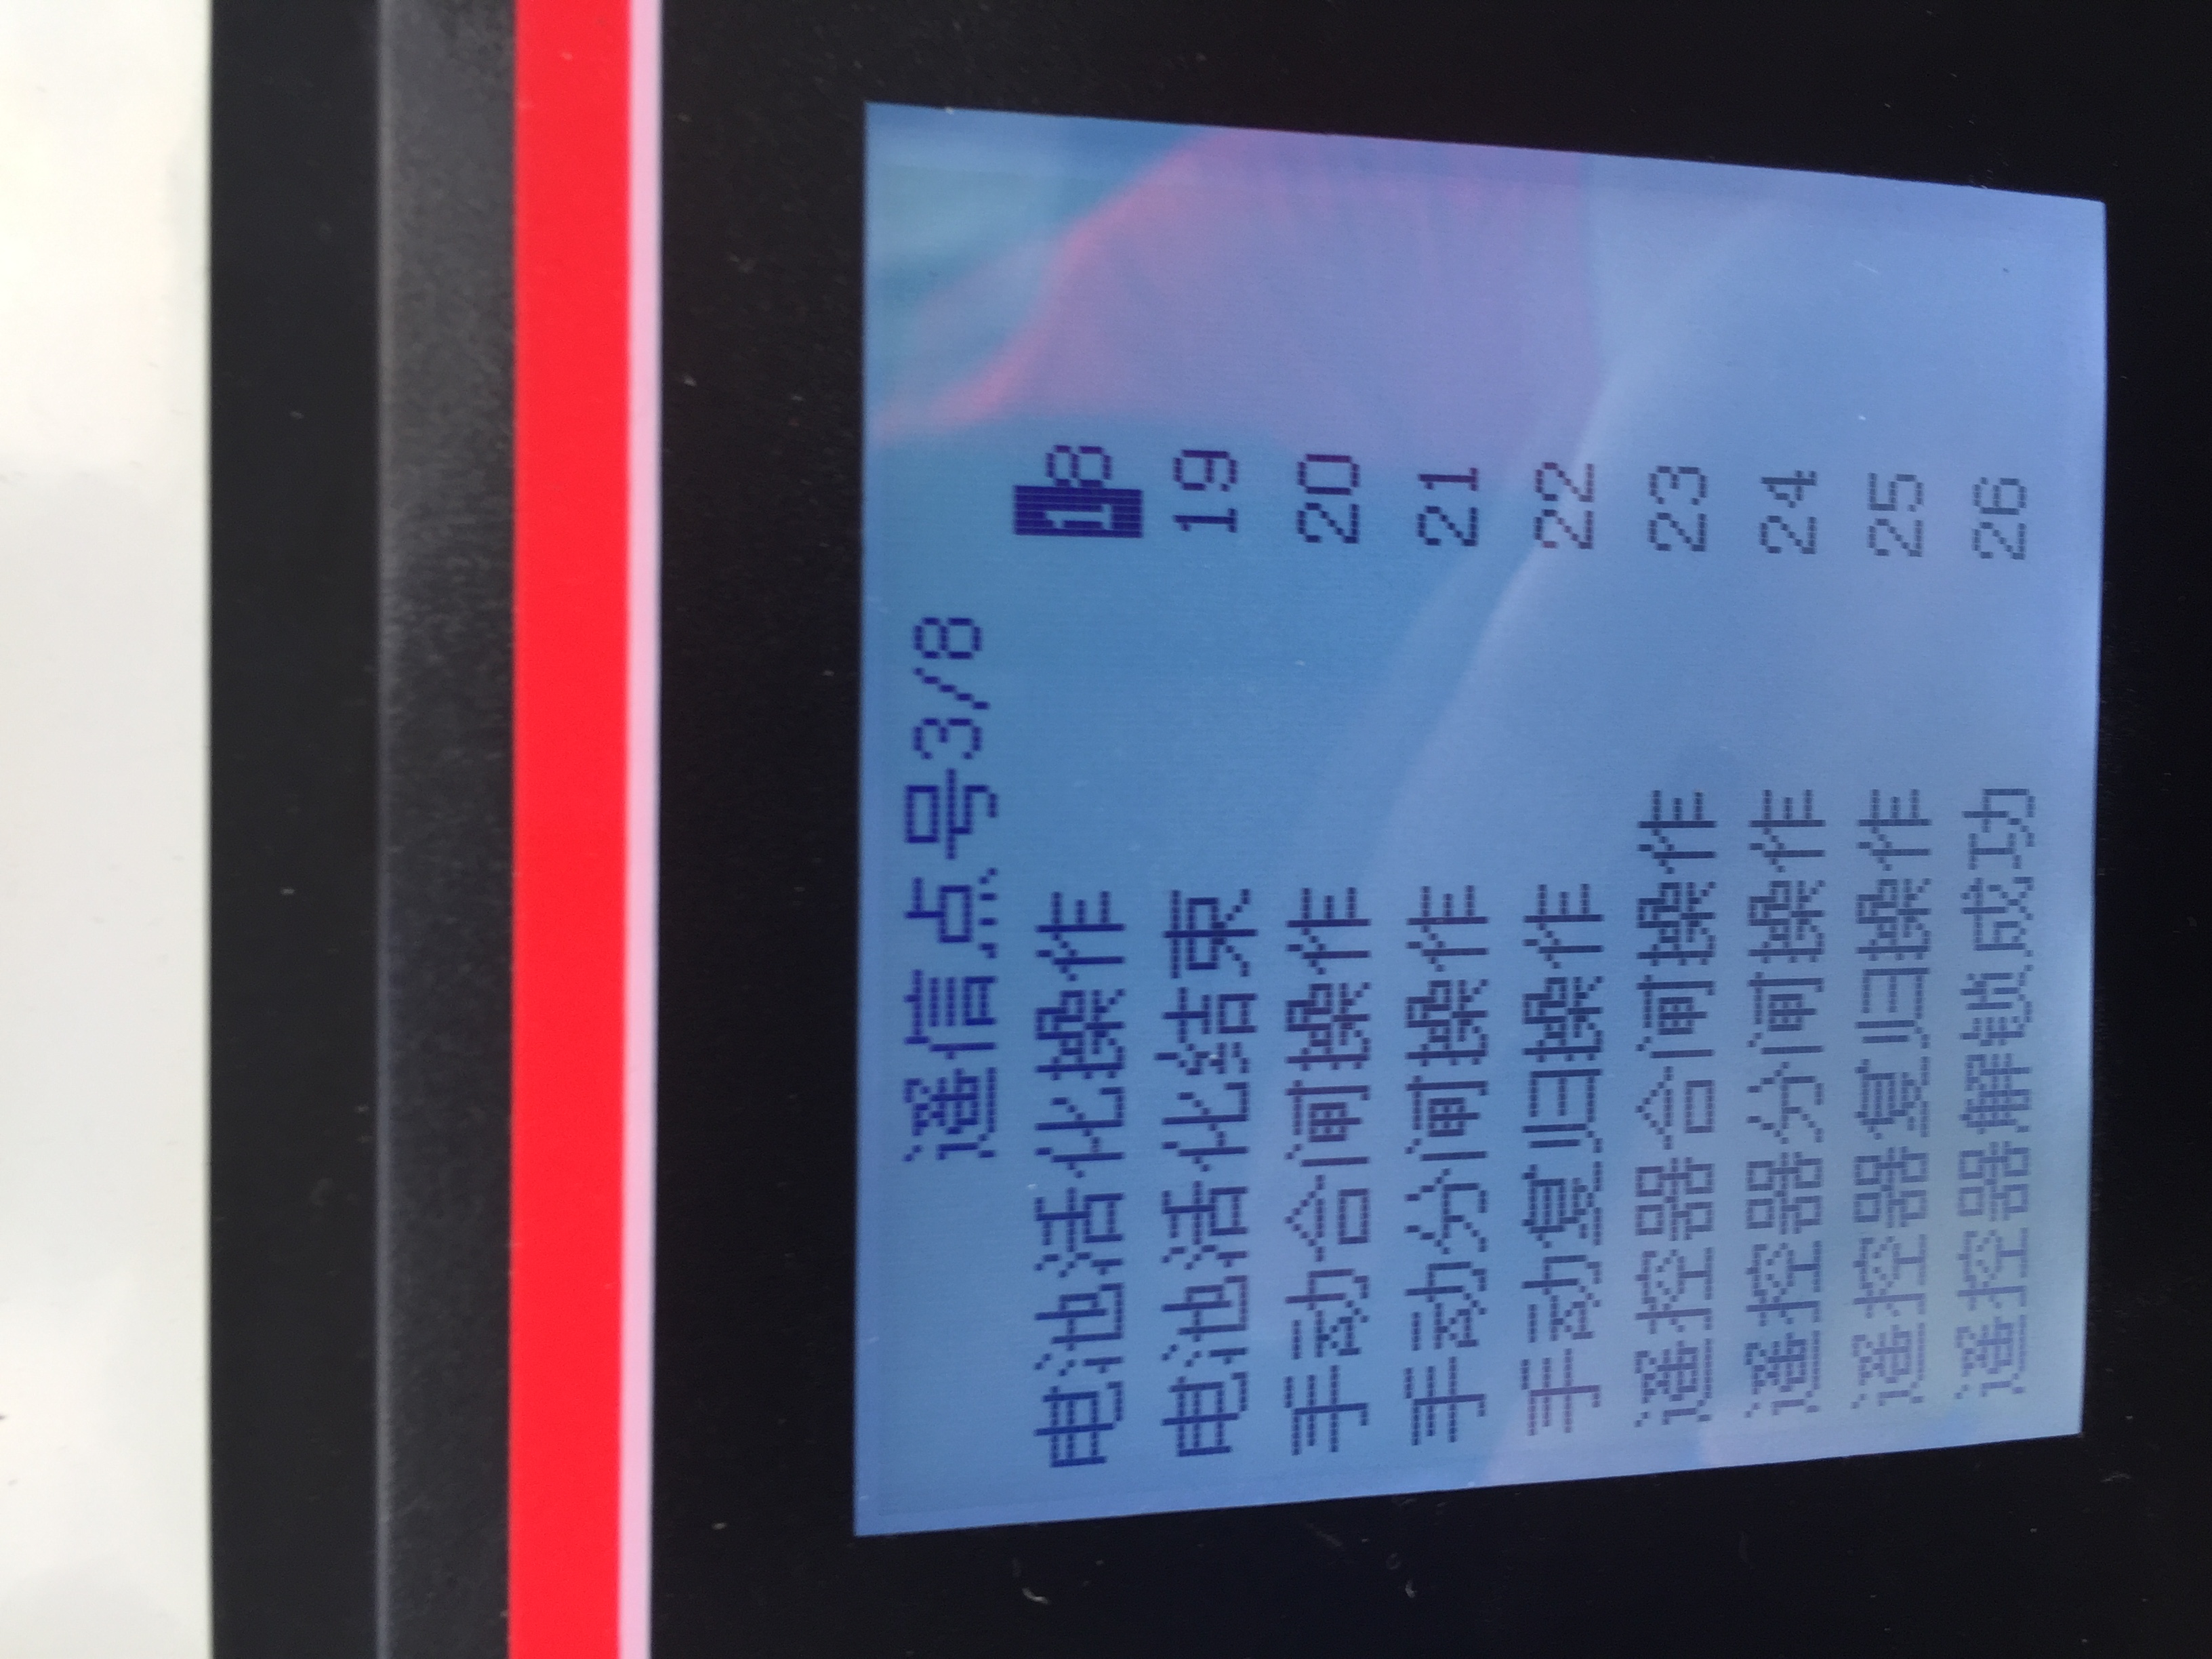 遥信点号3/8
电池活化操作 18
电池活化结束 19
手动合闸操作 20
手动分闸操作 21
手动复归操作 22
遥控器合闸操作 23
遥控器分闸操作 24
遥控器复归操作 25
遥控器解锁成功 26